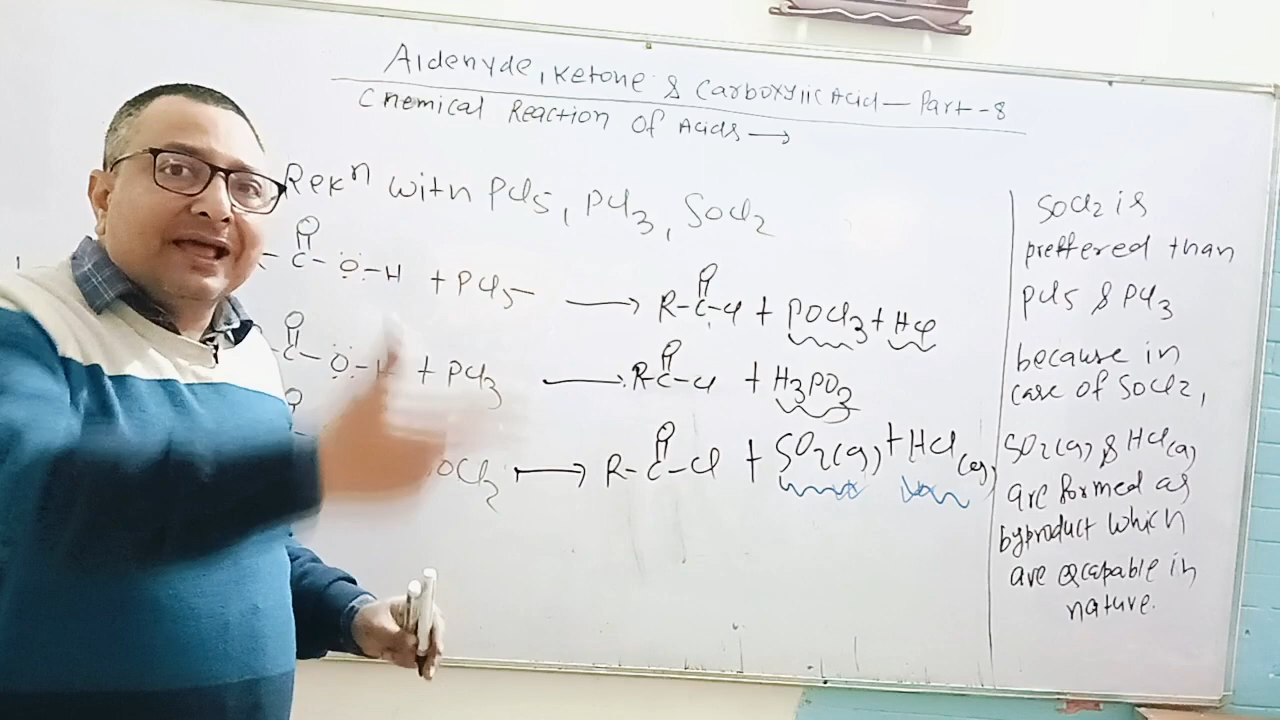 Aldehyde, Ketone & Carboxylic Acid — Part-8
Chemical Reaction of Acids →
Rekn with PCl5, PCl3, SOCl2
O
-C-O-H + PCl5 → R-C-Cl + POCl3 + HCl
O
C-O-H + PCl3 → R-C-Cl + H3PO3
O
OCl2 → R-C-Cl + SO2(g) + HCl(g)
SOCl2 is
preffered than
PCl5 & PCl3
because in
case of SOCl2,
SO2(g) & HCl(g)
are formed as
byproduct which
are escapable in
nature.